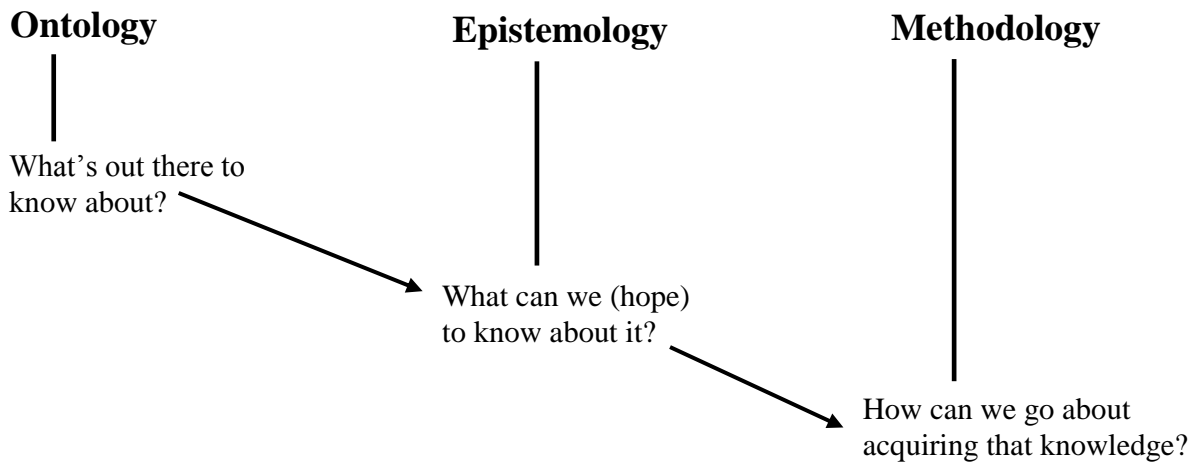 Ontology
Epistemology
Methodology
What’s out there to
know about?
What can we (hope)
to know about it?
How can we go about
acquiring that knowledge?